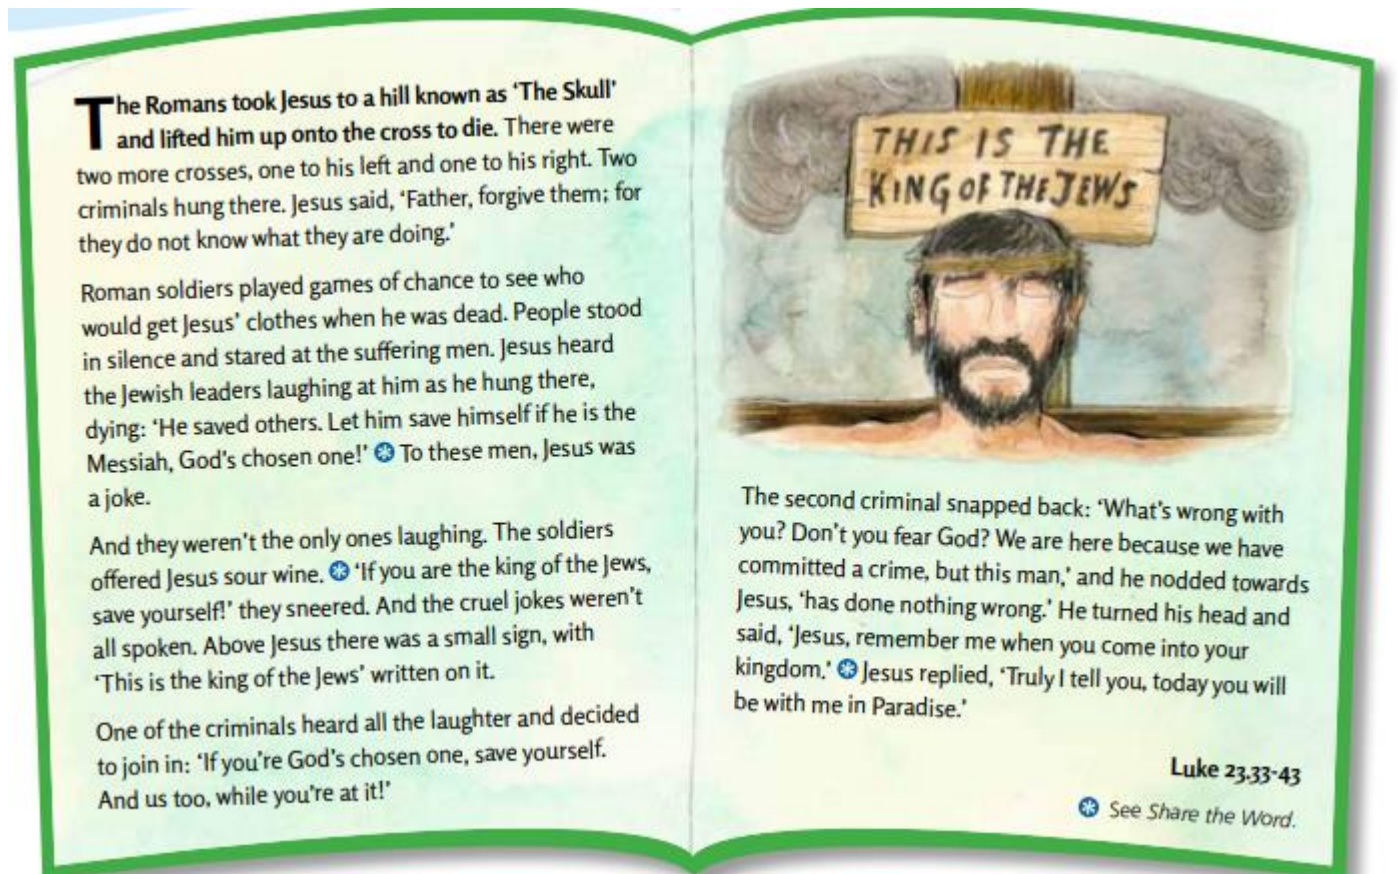 The Romans took Jesus to a hill known as ‘The Skull’
and lifted him up onto the cross to die. There were
two more crosses, one to his left and one to his right. Two
criminals hung there. Jesus said, ‘Father, forgive them; for
they do not know what they are doing.’
Roman soldiers played games of chance to see who
would get Jesus’ clothes when he was dead. People stood
in silence and stared at the suffering men. Jesus heard
the Jewish leaders laughing at him as he hung there,
dying: ‘He saved others. Let him save himself if he is the
Messiah, God’s chosen one!’ To these men, Jesus was
a joke.
And they weren’t the only ones laughing. The soldiers
offered Jesus sour wine. ‘If you are the king of the Jews,
save yourself!’ they sneered. And the cruel jokes weren’t
all spoken. Above Jesus there was a small sign, with
‘This is the king of the Jews’ written on it.
One of the criminals heard all the laughter and decided
to join in: ‘If you’re God’s chosen one, save yourself.
And us too, while you’re at it!’
THIS IS THE
KING OF THE JEWS
The second criminal snapped back: ‘What’s wrong with
you? Don’t you fear God? We are here because we have
committed a crime, but this man,’ and he nodded towards
Jesus, ‘has done nothing wrong.’ He turned his head and
said, ‘Jesus, remember me when you come into your
kingdom.’ Jesus replied, ‘Truly I tell you, today you will
be with me in Paradise.’
Luke 23.33-43
See Share the Word.